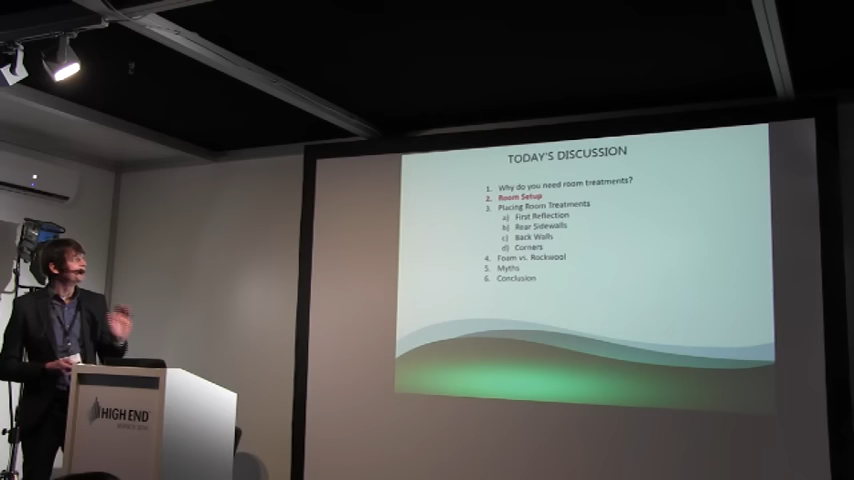 TODAY'S DISCUSSION
1. Why do you need room treatments?
2. Room Setup
3. Placing Room Treatments
a) First Reflection
b) Rear Sidewalls
c) Back Walls
d) Corners
4. Foam vs. Rockwool
5. Myths
6. Conclusion
HIGH END